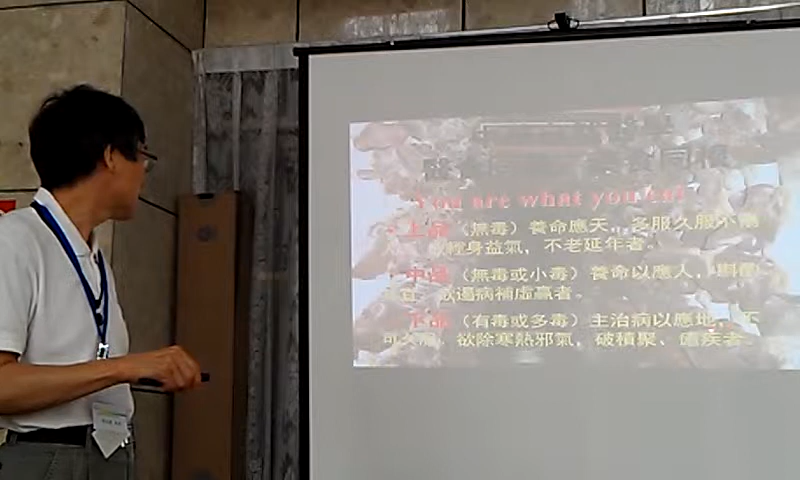 You are what you eat
上品（無毒）養命應天，多服久服不傷
輕身益氣，不老延年者。
中品（無毒或小毒）養命以應人，斟酌
遏病補虛羸者。
下品（有毒或多毒）主治病以應地，不
可久服，欲除寒熱邪氣，破積聚、癒疾者。